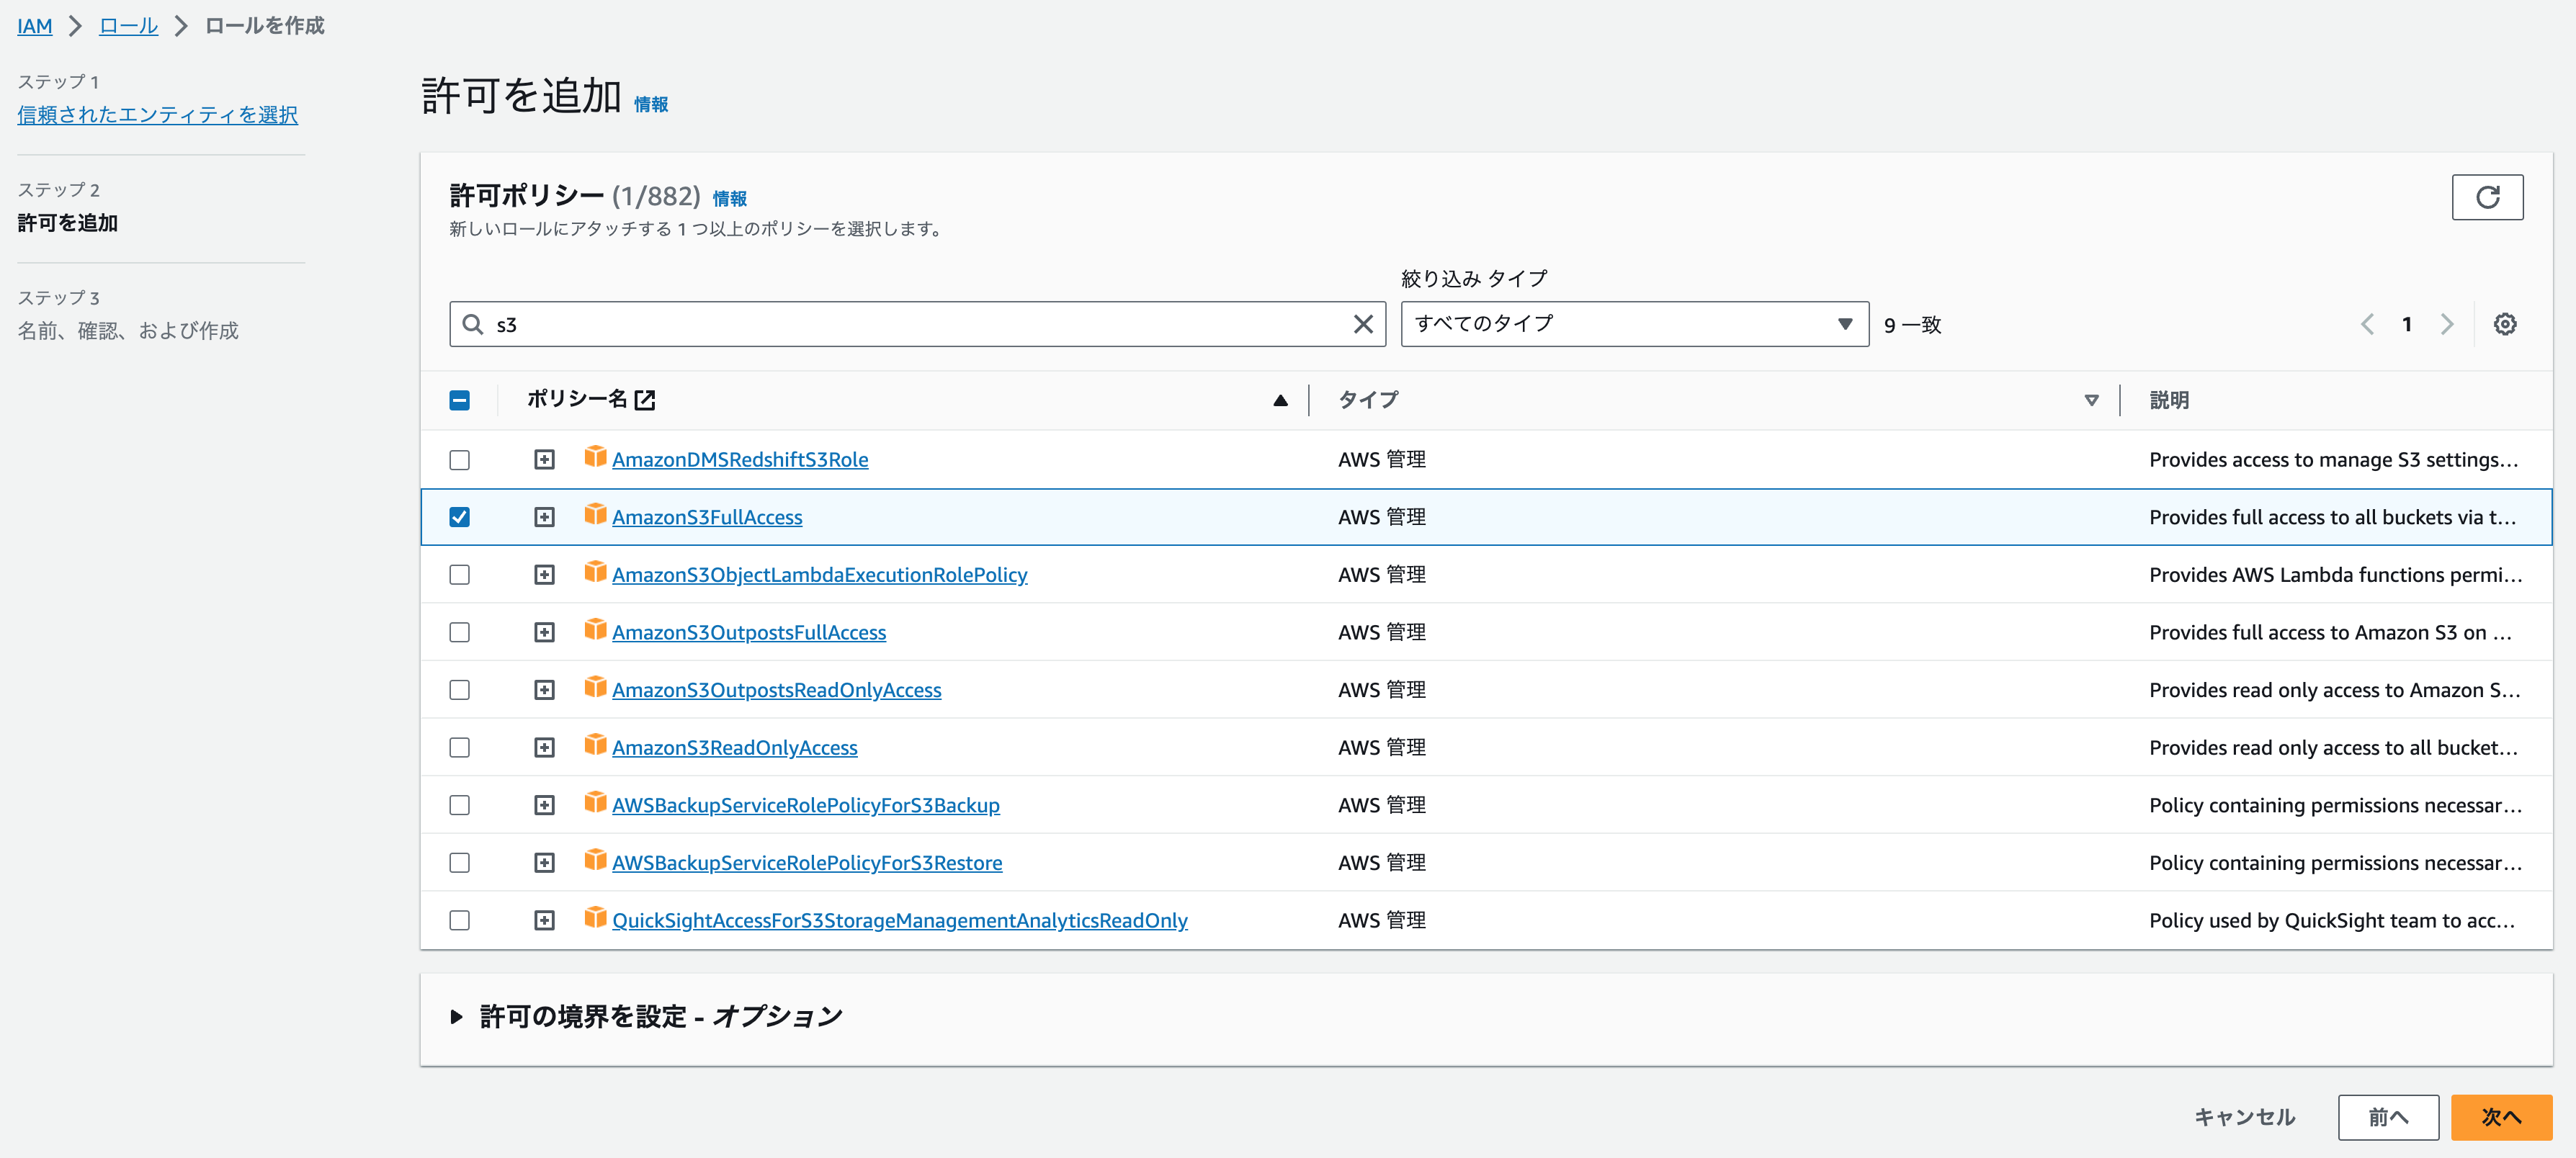 IAM > ロール > ロールを作成
ステップ 1
信頼されたエンティティを選択
ステップ 2
許可を追加
ステップ 3
名前、確認、および作成
許可を追加 情報
許可ポリシー (1/882) 情報
新しいロールにアタッチする 1 つ以上のポリシーを選択します。
絞り込み タイプ
s3 すべてのタイプ 9 一致 1
ポリシー名 タイプ 説明
AmazonDMSRedshiftS3Role AWS 管理 Provides access to manage S3 settings...
AmazonS3FullAccess AWS 管理 Provides full access to all buckets via t...
AmazonS3ObjectLambdaExecutionRolePolicy AWS 管理 Provides AWS Lambda functions permi...
AmazonS3OutpostsFullAccess AWS 管理 Provides full access to Amazon S3 on ...
AmazonS3OutpostsReadOnlyAccess AWS 管理 Provides read only access to Amazon S...
AmazonS3ReadOnlyAccess AWS 管理 Provides read only access to all bucket...
AWSBackupServiceRolePolicyForS3Backup AWS 管理 Policy containing permissions necessar...
AWSBackupServiceRolePolicyForS3Restore AWS 管理 Policy containing permissions necessar...
QuickSightAccessForS3StorageManagementAnalyticsReadOnly AWS 管理 Policy used by QuickSight team to acc...
許可の境界を設定 - オプション
キャンセル 前へ 次へ